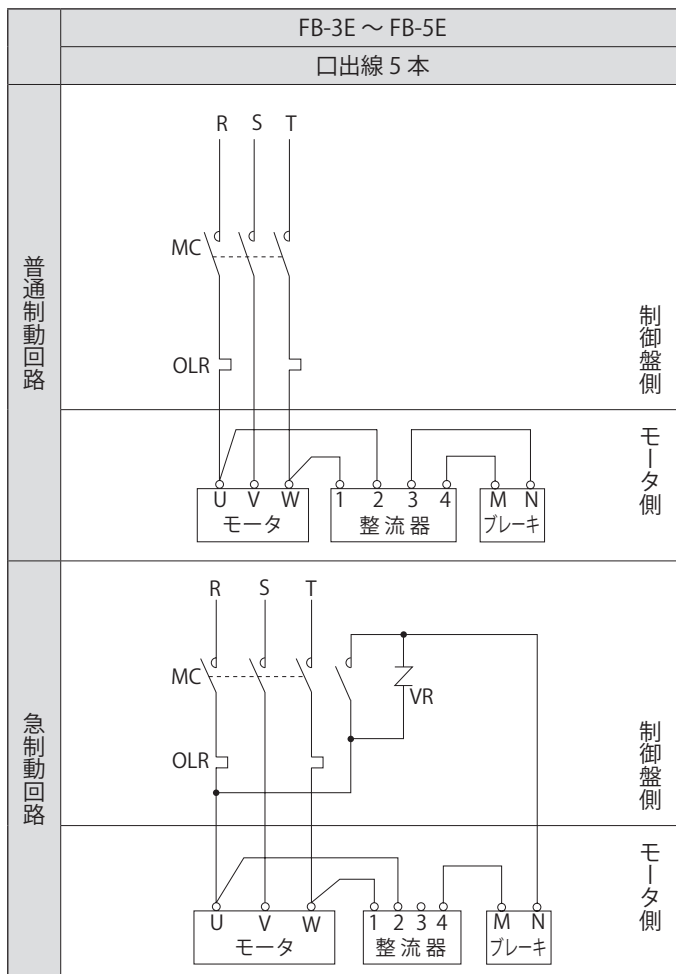 FB-3E ～ FB-5E
口出線 5 本
普通制動回路
R S T
MC
OLR
制御盤側
モータ側
U V W 1 2 3 4 M N
モータ 整流器 ブレーキ
急制動回路
R S T
MC
VR
OLR
制御盤側
モータ側
U V W 1 2 3 4 M N
モータ 整流器 ブレーキ